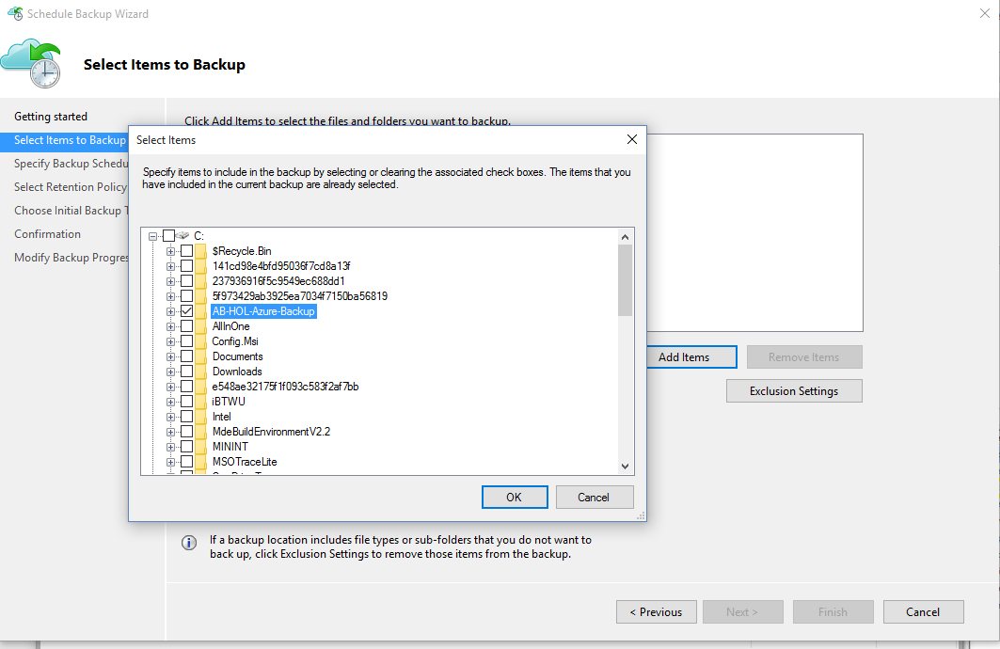 Schedule Backup Wizard
Select Items to Backup
Getting started
Select Items to Backup
Specify Backup Schedu
Select Retention Policy
Choose Initial Backup T
Confirmation
Modify Backup Progres
Click Add Items to select the files and folders you want to backup.
Select Items
Specify items to include in the backup by selecting or clearing the associated check boxes. The items that you
have included in the current backup are already selected.
C:
$Recycle.Bin
141cd98e4bfd95036f7cd8a13f
237936916f5c9549ec688dd1
5f973429ab3925ea7034f7150ba56819
AB-HOL-Azure-Backup
AllInOne
Config.Msi
Documents
Downloads
e548ae32175f1f093c583f2af7bb
iBTWU
Intel
MdeBuildEnvironmentV2.2
MININT
MSOTraceLite
OK
Cancel
Add Items
Remove Items
Exclusion Settings
If a backup location includes file types or sub-folders that you do not want to
back up, click Exclusion Settings to remove those items from the backup.
< Previous
Next >
Finish
Cancel